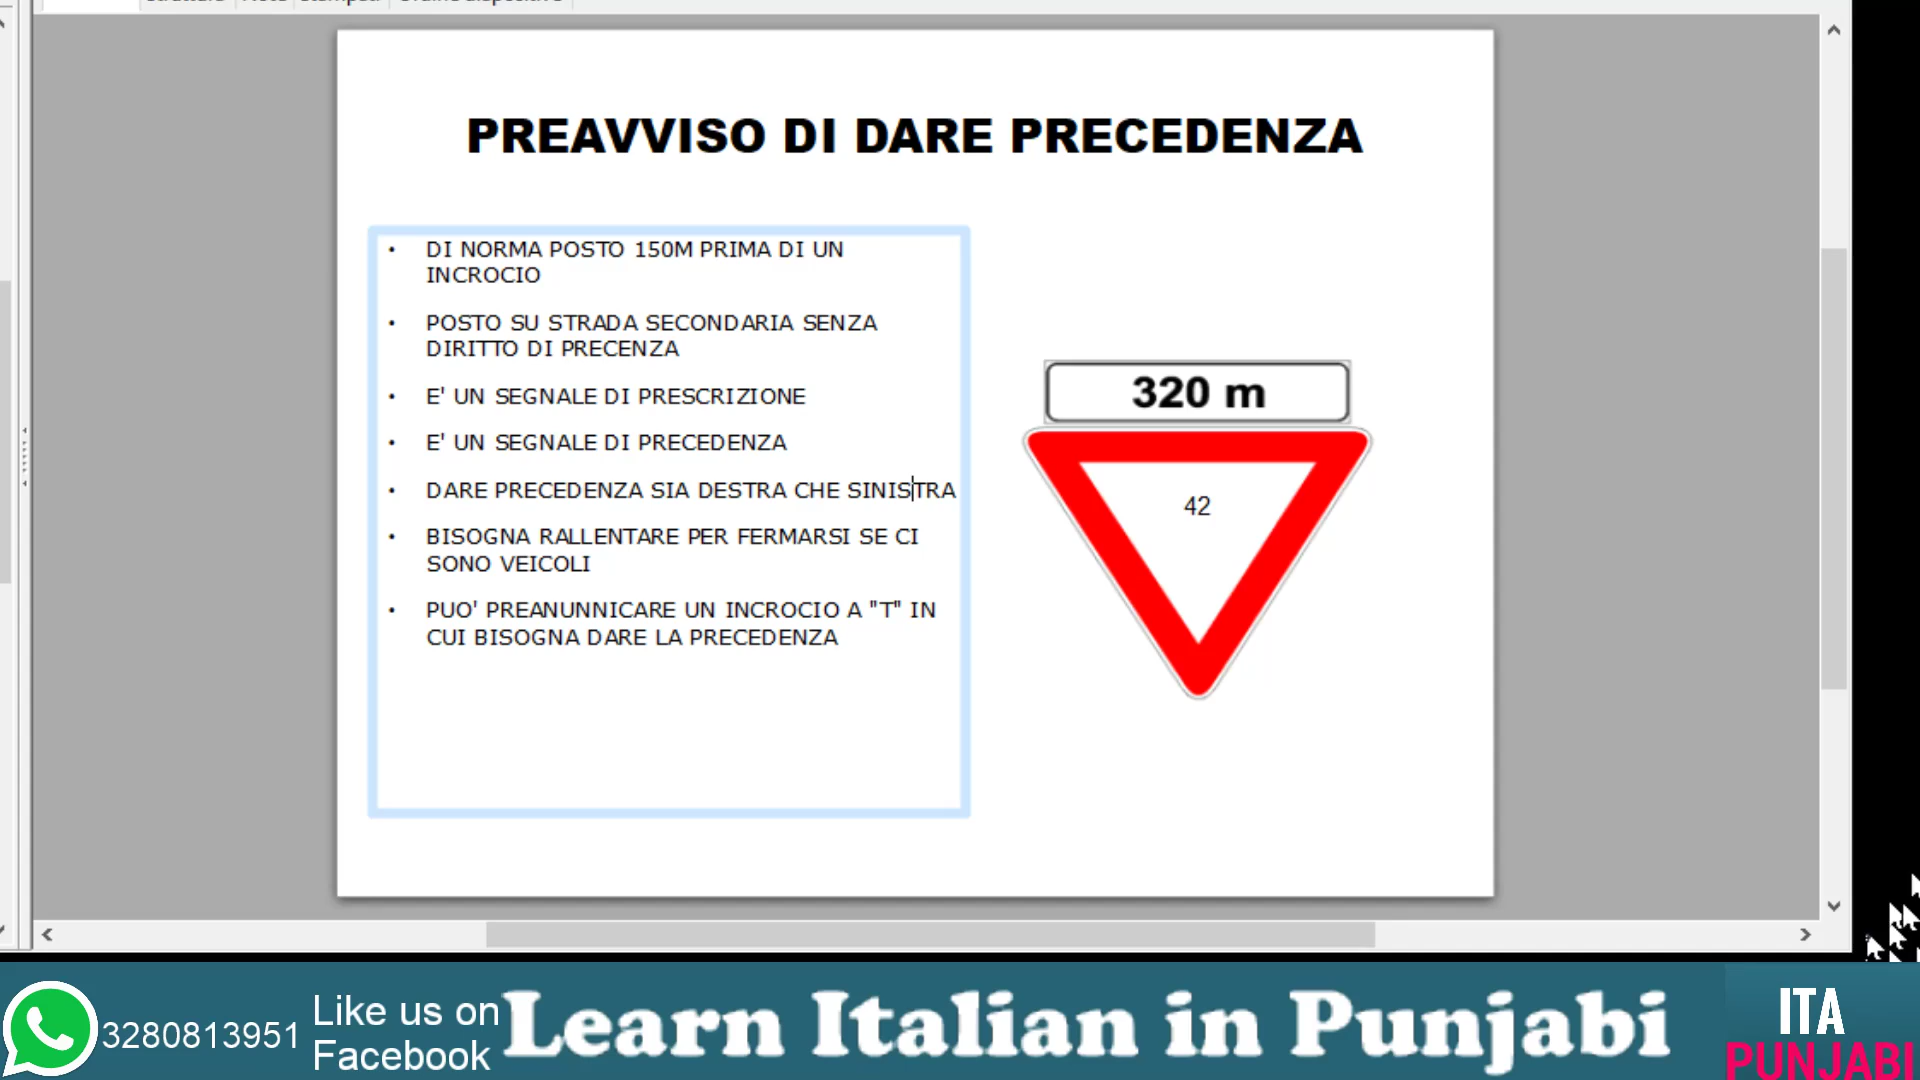 PREAVVISO DI DARE PRECEDENZA
• DI NORMA POSTO 150M PRIMA DI UN
INCROCIO
• POSTO SU STRADA SECONDARIA SENZA
DIRITTO DI PRECENZA
• E' UN SEGNALE DI PRESCRIZIONE
• E' UN SEGNALE DI PRECEDENZA
• DARE PRECEDENZA SIA DESTRA CHE SINISTRA
• BISOGNA RALLENTARE PER FERMARSI SE CI
SONO VEICOLI
• PUO' PREANUNNICARE UN INCROCIO A "T" IN
CUI BISOGNA DARE LA PRECEDENZA
320 m
42
3280813951
Like us on
Facebook
Learn Italian in Punjabi
ITA
PUNJABI